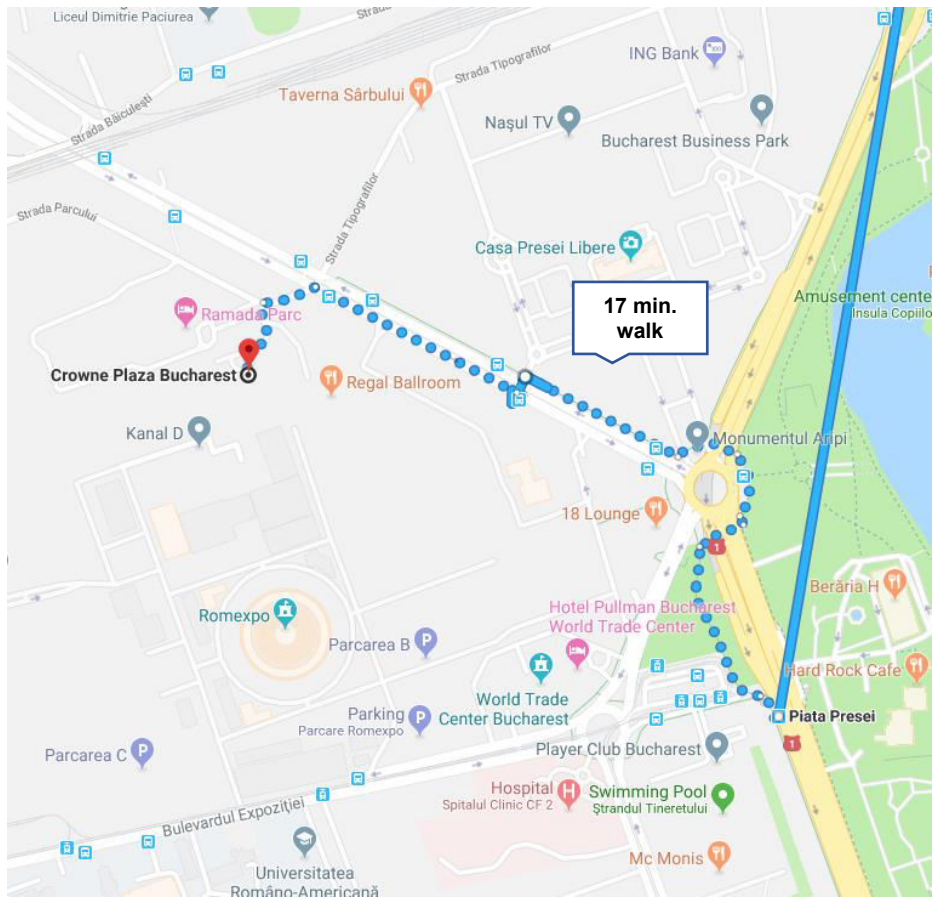 Liceul Dimitrie Paciurea
Strada Tipografilor
ING Bank
Strada Băiculești
Taverna Sârbului
Nașul TV
Bucharest Business Park
Strada Parcului
Strada Tipografilor
Casa Presei Libere
17 min.
walk
Amusement cente
Insula Copiilo
Ramada Parc
Crowne Plaza Bucharest
Regal Ballroom
Kanal D
Monumentul Aripi
18 Lounge
1
Berăria H
Romexpo
Hotel Pullman Bucharest
World Trade Center
Parcarea B
P
Hard Rock Cafe
World Trade
Center Bucharest
Piata Presei
Parking
Parcare Romexpo
P
Parcarea C
P
Player Club Bucharest
1
Hospital
Spitalul Clinic CF 2
H
Swimming Pool
Ștrandul Tineretului
Bulevardul Expoziției
Mc Monis
Universitatea
Româno-Americană